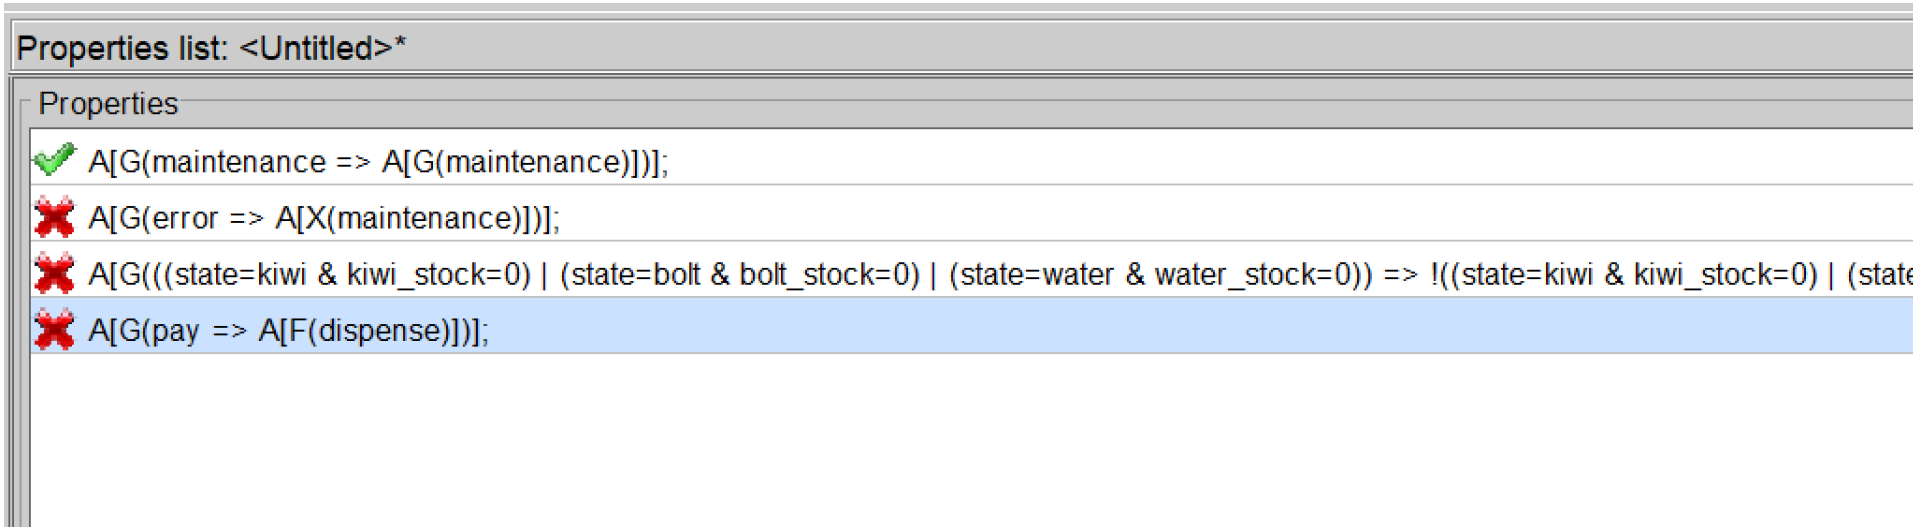 Properties list: <Untitled>*
Properties
A[G(maintenance => A[G(maintenance)])];
A[G(error => A[X(maintenance)])];
A[G(((state=kiwi & kiwi_stock=0) | (state=bolt & bolt_stock=0) | (state=water & water_stock=0)) => !((state=kiwi & kiwi_stock=0) | (state
A[G(pay => A[F(dispense)])];